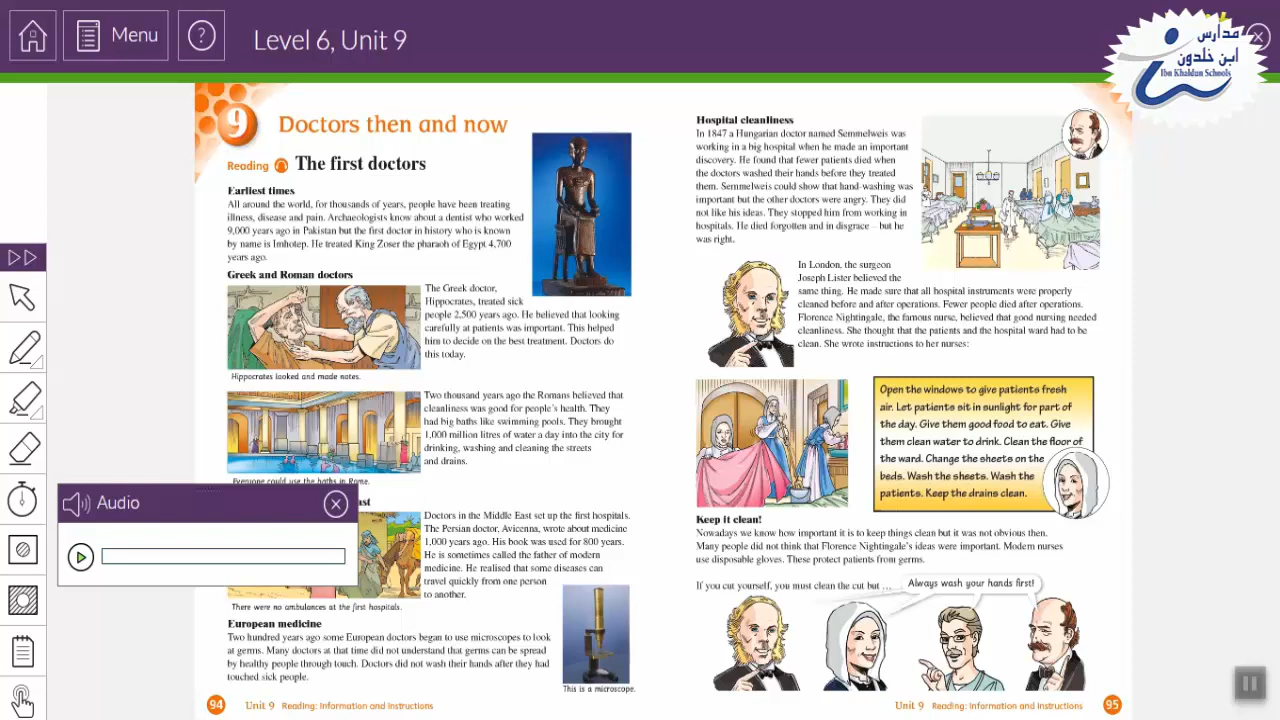 Menu
?
Level 6, Unit 9
مدارس
ابن خلدون
Ibn Khaldun Schools
9
Doctors then and now
Reading
The first doctors
Earliest times
All around the world, for thousands of years, people have been treating
illness, disease and pain. Archaeologists know about a dentist who worked
9,000 years ago in Pakistan but the first doctor in history who is known
by name is Imhotep. He treated King Zoser the pharaoh of Egypt 4,700
years ago.
Greek and Roman doctors
The Greek doctor,
Hippocrates, treated sick
people 2,500 years ago. He believed that looking
carefully at patients was important. This helped
him to decide on the best treatment. Doctors do
this today.
Hippocrates looked and made notes.
Two thousand years ago the Romans believed that
cleanliness was good for people's health. They
had big baths like swimming pools. They brought
1,000 million litres of water a day into the city for
drinking, washing and cleaning the streets
and drains.
Everyone could use the baths in Rome.
Audio
Doctors in the Middle East set up the first hospitals.
The Persian doctor, Avicenna, wrote about medicine
1,000 years ago. His book was used for 800 years.
He is sometimes called the father of modern
medicine. He realised that some diseases can
travel quickly from one person
to another.
There were no ambulances at the first hospitals.
European medicine
Two hundred years ago some European doctors began to use microscopes to look
at germs. Many doctors at that time did not understand that germs can be spread
by healthy people through touch. Doctors did not wash their hands after they had
touched sick people.
This is a microscope.
94 Unit 9 Reading: Information and instructions
Hospital cleanliness
In 1847 a Hungarian doctor named Semmelweis was
working in a big hospital when he made an important
discovery. He found that fewer patients died when
the doctors washed their hands before they treated
them. Semmelweis could show that hand-washing was
important but the other doctors were angry. They did
not like his ideas. They stopped him from working in
hospitals. He died forgotten and in disgrace – but he
was right.
In London, the surgeon
Joseph Lister believed the
same thing. He made sure that all hospital instruments were properly
cleaned before and after operations. Fewer people died after operations.
Florence Nightingale, the famous nurse, believed that good nursing needed
cleanliness. She thought that the patients and the hospital ward had to be
clean. She wrote instructions to her nurses:
Open the windows to give patients fresh
air. Let patients sit in sunlight for part of
the day. Give them good food to eat. Give
them clean water to drink. Clean the floor of
the ward. Change the sheets on the
beds. Wash the sheets. Wash the
patients. Keep the drains clean.
Keep it clean!
Nowadays we know how important it is to keep things clean but it was not obvious then.
Many people did not think that Florence Nightingale's ideas were important. Modern nurses
use disposable gloves. These protect patients from germs.
If you cut yourself, you must clean the cut but ...
Always wash your hands first!
Unit 9 Reading: Information and instructions 95